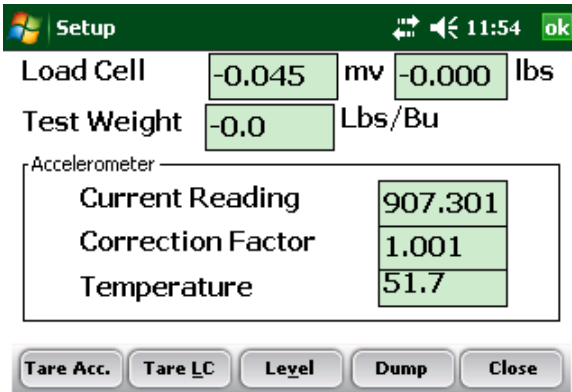 Setup 11:54 ok
Load Cell -0.045 mv -0.000 lbs
Test Weight -0.0 Lbs/Bu
Accelerometer
Current Reading 907.301
Correction Factor 1.001
Temperature 51.7
Tare Acc. Tare LC Level Dump Close